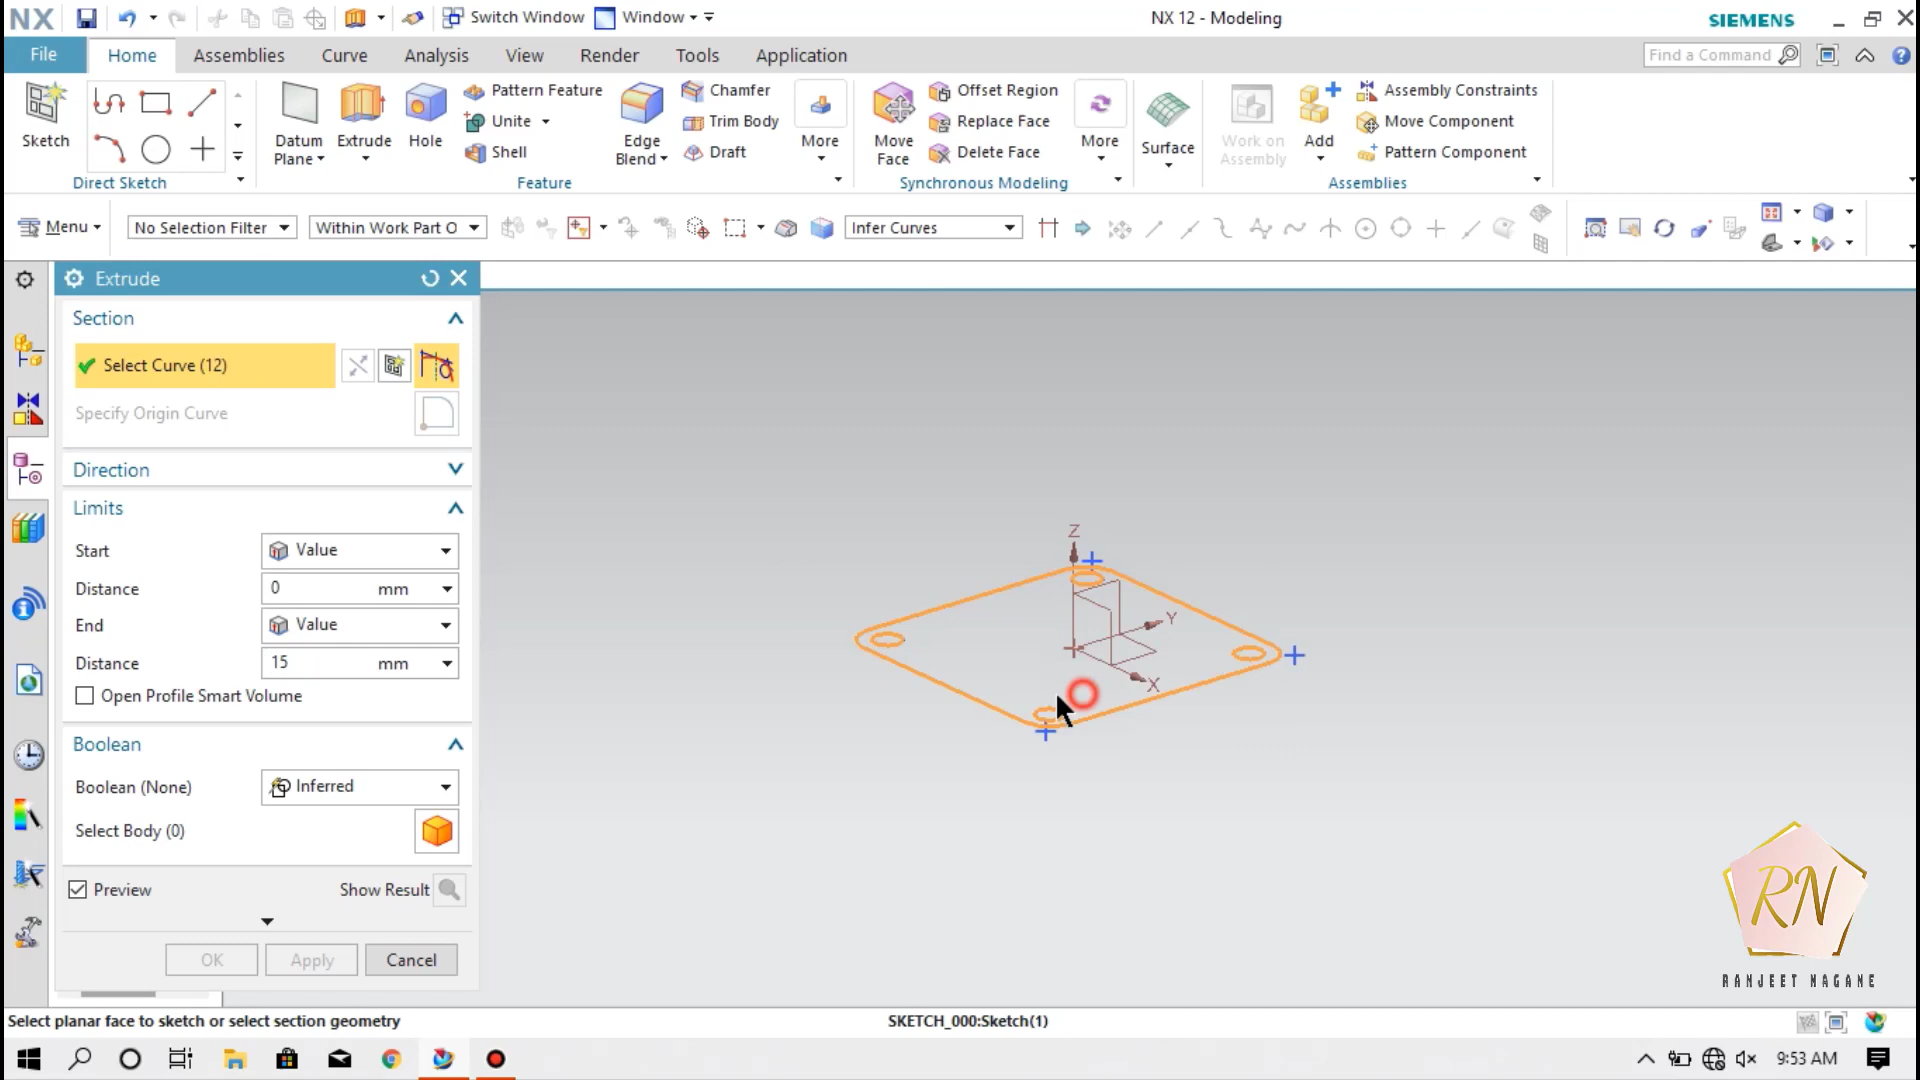 NX
Switch Window
Window
NX 12 - Modeling
SIEMENS
File
Home
Assemblies
Curve
Analysis
View
Render
Tools
Application
Find a Command
Sketch
Direct Sketch
Datum
Plane
Extrude
Hole
Pattern Feature
Unite
Shell
Edge
Blend
Chamfer
Trim Body
Draft
More
Feature
Move
Face
Offset Region
Replace Face
Delete Face
More
Synchronous Modeling
Surface
Work on
Assembly
Add
Assembly Constraints
Move Component
Pattern Component
Assemblies
Menu
No Selection Filter
Within Work Part O
Infer Curves
Extrude
Section
Select Curve (12)
Specify Origin Curve
Direction
Limits
Start
Value
Distance
0 mm
End
Value
Distance
15 mm
Open Profile Smart Volume
Boolean
Boolean (None)
Inferred
Select Body (0)
Preview
Show Result
OK
Apply
Cancel
Z
Y
X
RN
RANJEET NAGANE
Select planar face to sketch or select section geometry
SKETCH_000:Sketch(1)
9:53 AM